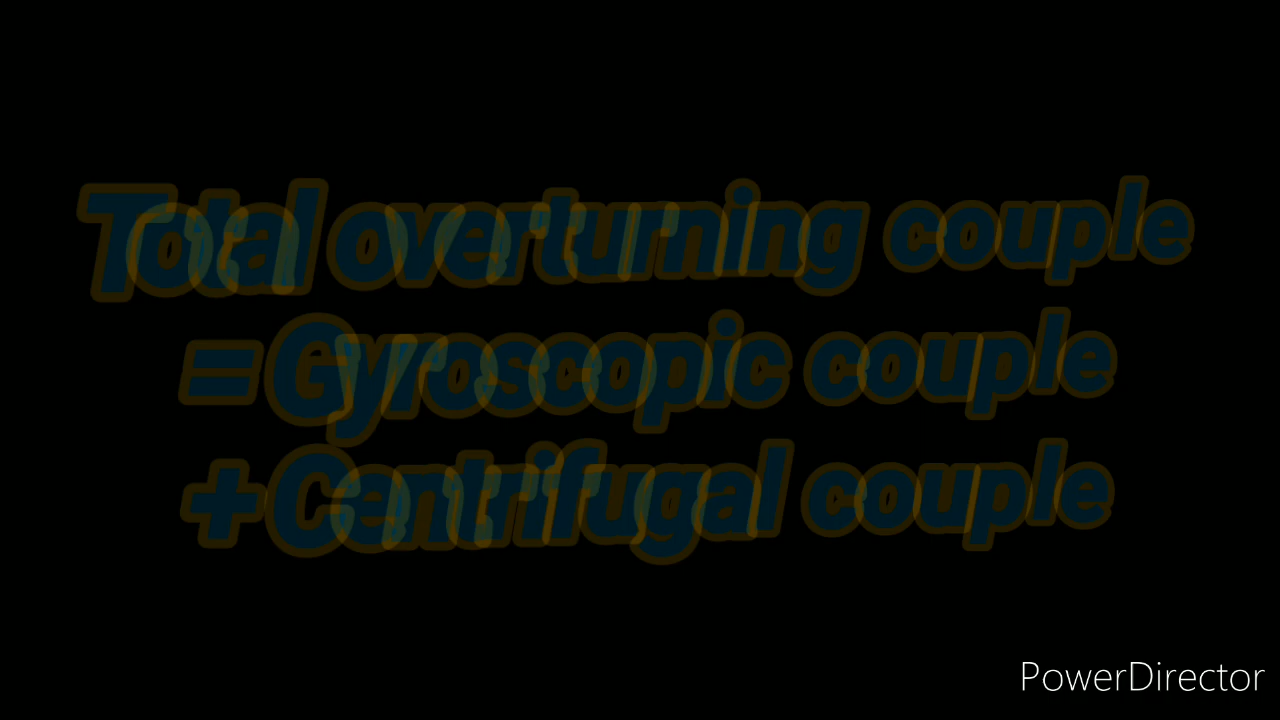 Total overturning couple
=Gyroscopic couple
+Centrifugal couple
PowerDirector